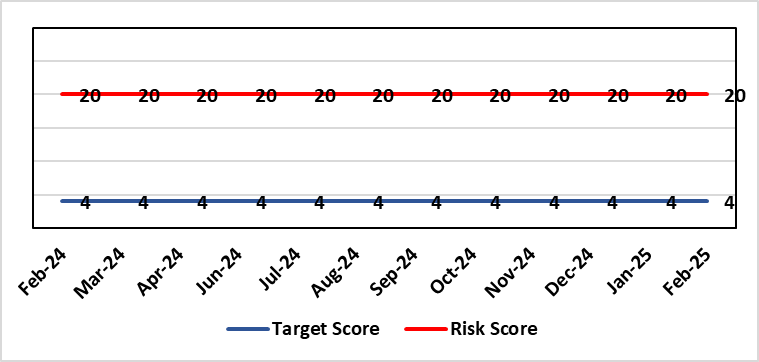 20 20 20 20 20 20 20 20 20 20 20 20
4 4 4 4 4 4 4 4 4 4 4 4
Feb-24 Mar-24 Apr-24 Jun-24 Jul-24 Aug-24 Sep-24 Oct-24 Nov-24 Dec-24 Jan-25 Feb-25
Target Score Risk Score